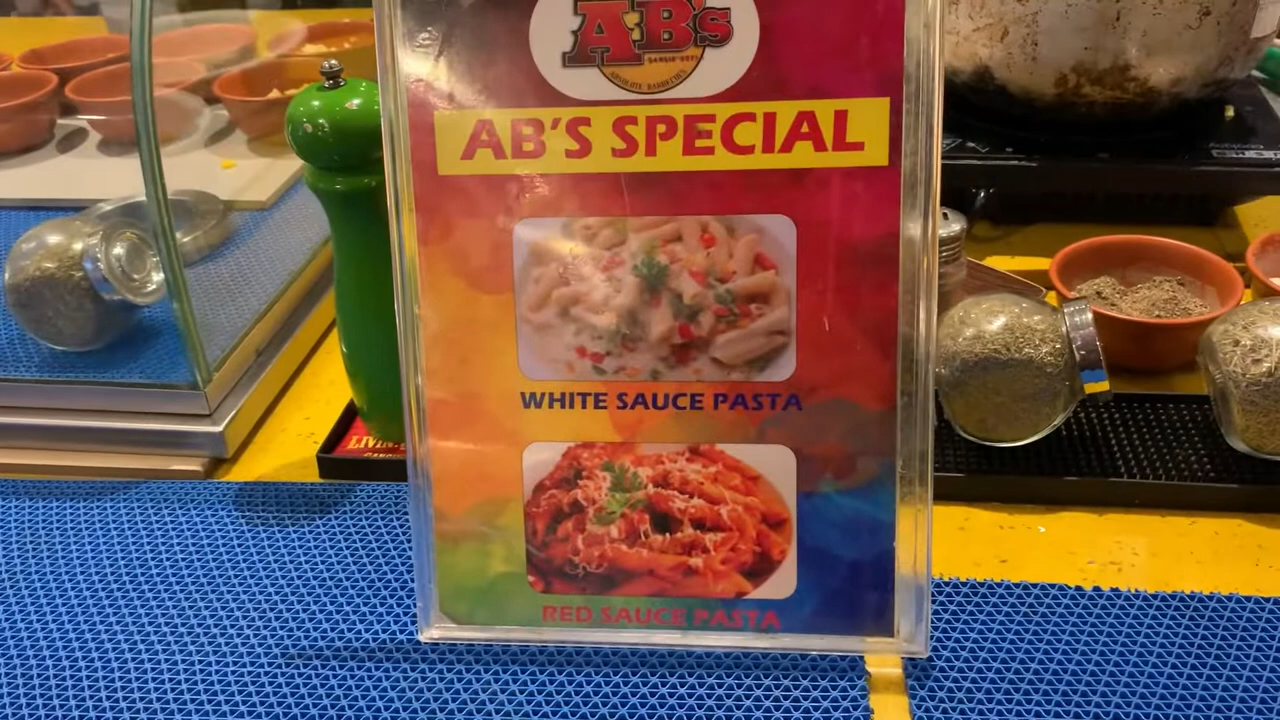 AB's
ABSOLUTE BARBECUES
AB'S SPECIAL
WHITE SAUCE PASTA
RED SAUCE PASTA